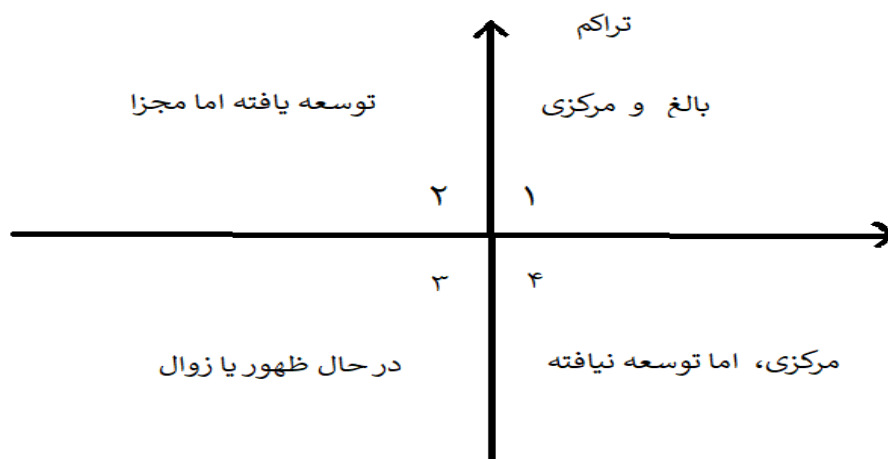 تراکم
بالغ و مرکزی
توسعه یافته اما مجزا
۱
۲
۳
۴
در حال ظهور یا زوال
مرکزی، اما توسعه نیافته